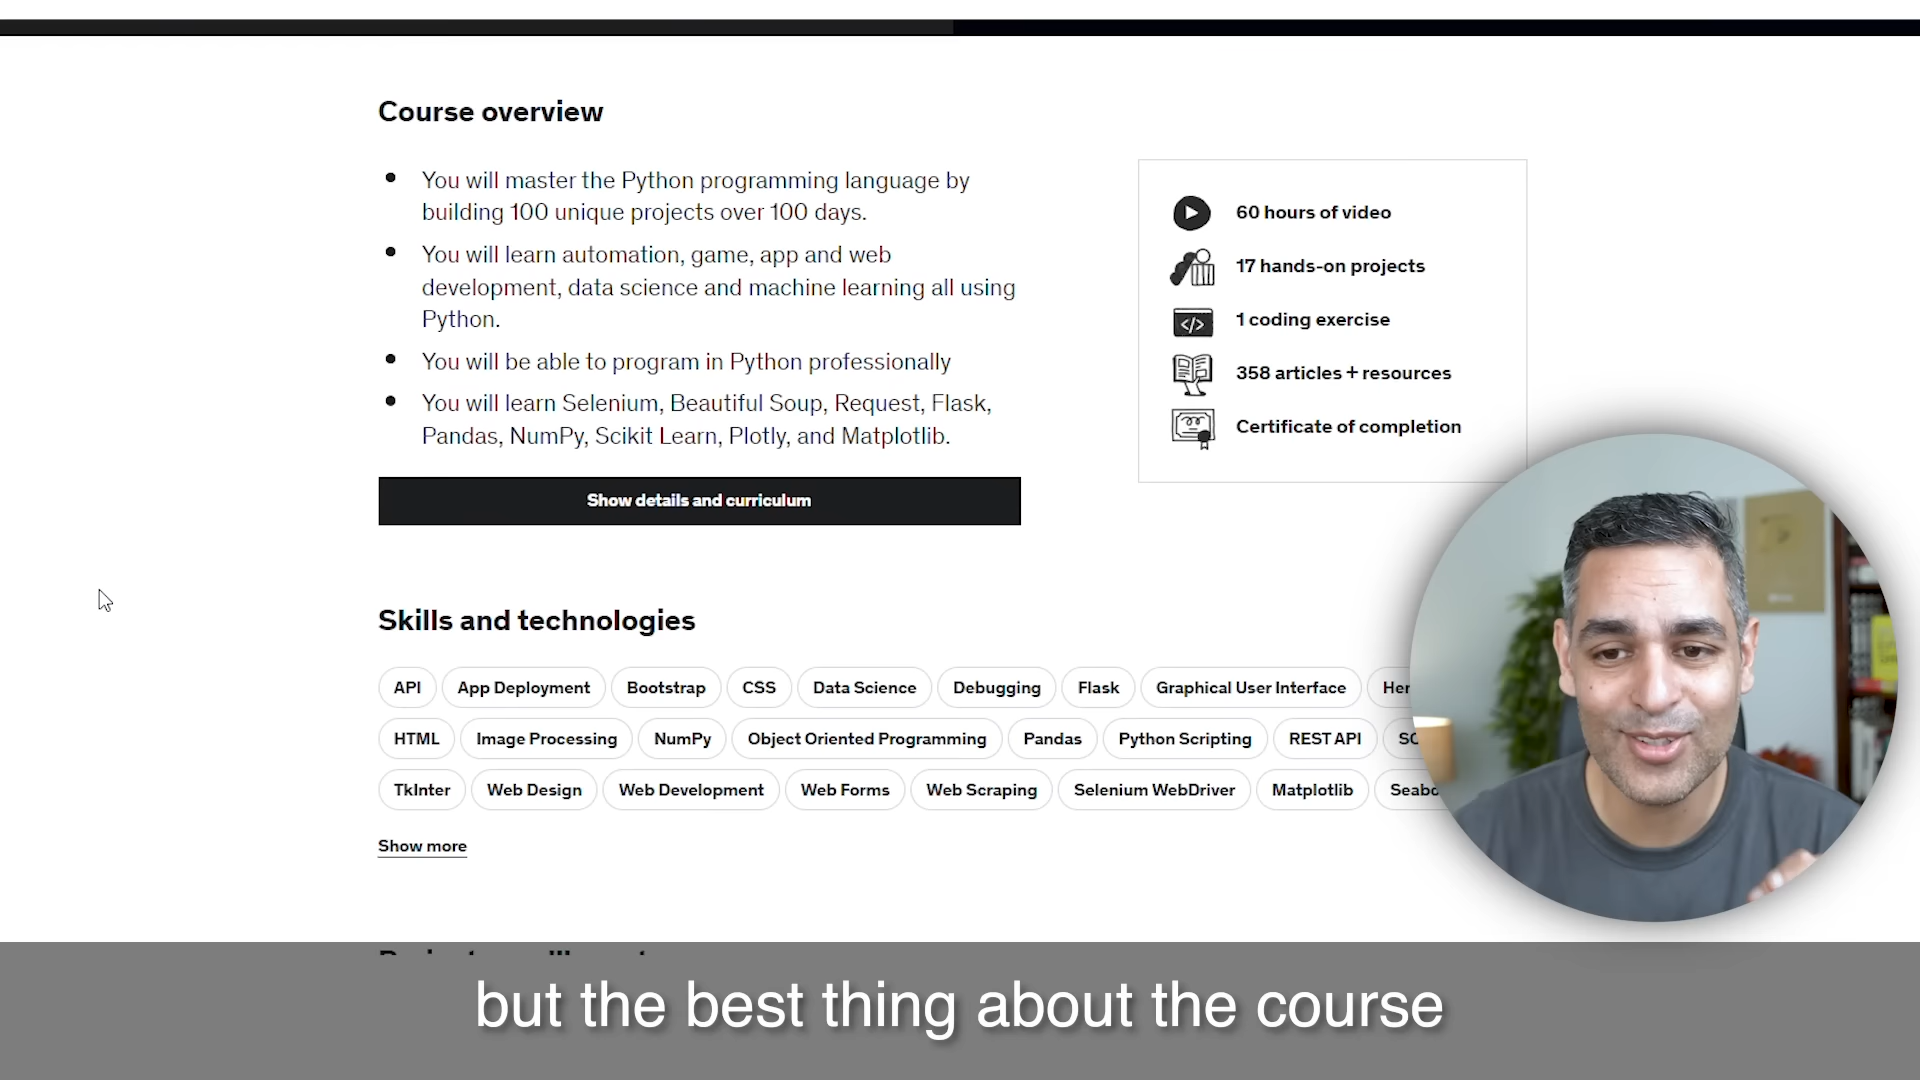 Course overview
You will master the Python programming language by
building 100 unique projects over 100 days.
You will learn automation, game, app and web
development, data science and machine learning all using
Python.
You will be able to program in Python professionally
You will learn Selenium, Beautiful Soup, Request, Flask,
Pandas, NumPy, Scikit Learn, Plotly, and Matplotlib.
Show details and curriculum
60 hours of video
17 hands-on projects
1 coding exercise
358 articles + resources
Certificate of completion
Skills and technologies
API App Deployment Bootstrap CSS Data Science Debugging Flask Graphical User Interface
HTML Image Processing NumPy Object Oriented Programming Pandas Python Scripting REST API
TkInter Web Design Web Development Web Forms Web Scraping Selenium WebDriver Matplotlib
Show more
but the best thing about the course